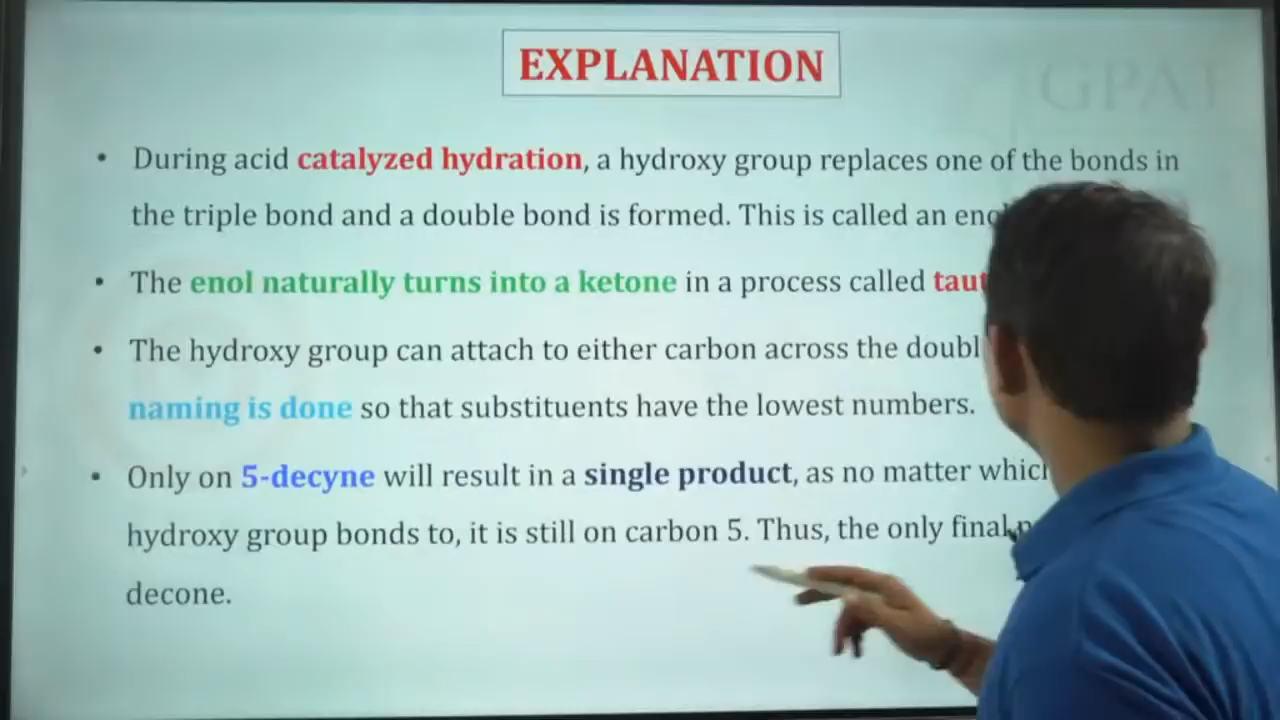 EXPLANATION
GPAT
• During acid catalyzed hydration, a hydroxy group replaces one of the bonds in
the triple bond and a double bond is formed. This is called an
• The enol naturally turns into a ketone in a process called
• The hydroxy group can attach to either carbon across the
naming is done so that substituents have the lowest numbers.
• Only on 5-decyne will result in a single product, as no matter
hydroxy group bonds to, it is still on carbon 5. Thus, the only final
decone.